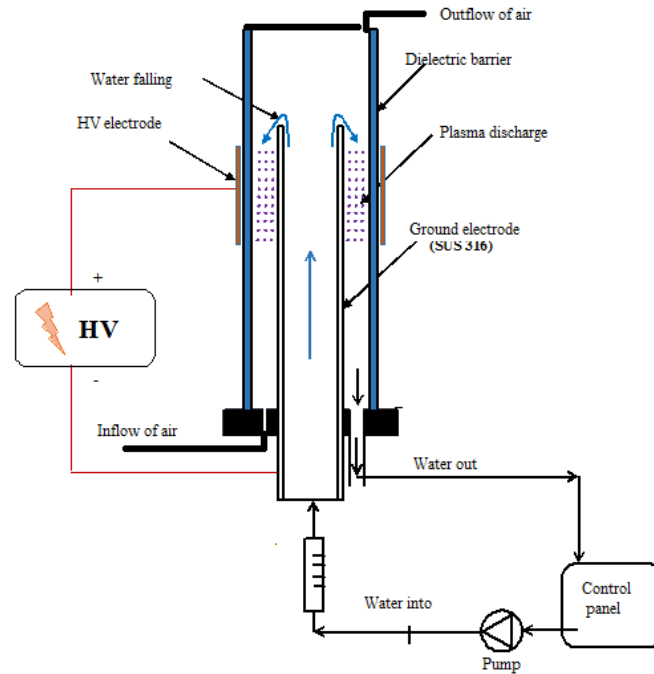 Outflow of air
Dielectric barrier
Water falling
HV electrode
Plasma discharge
Ground electrode
(SUS 316)
+
HV
-
Inflow of air
Water out
Control
panel
Water into
Pump